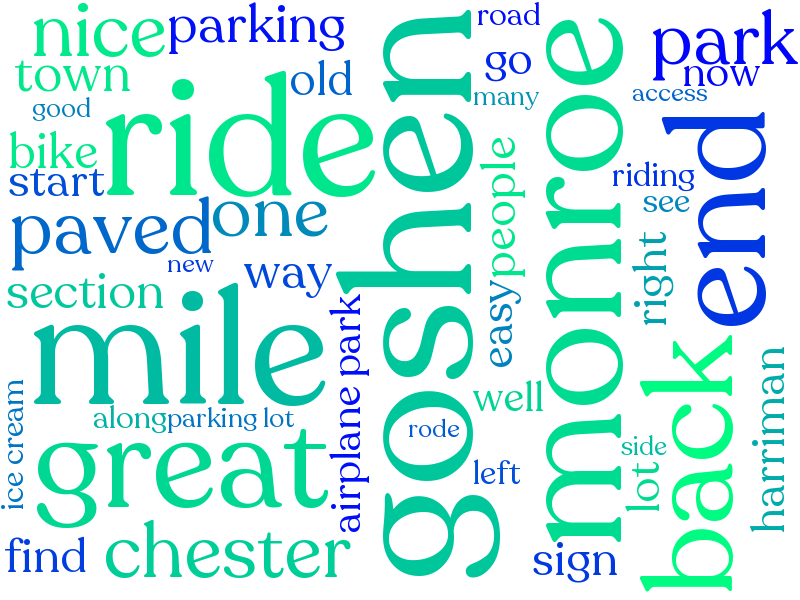 nice
parking
road
park
town
old
go
now
good
many
access
ride
bike
start
goshen
monroe
end
people
riding
see
paved
one
new
way
right
section
mile
easy
airplane park
back
along
parking lot
well
ice cream
great
rode
left
side
lot
harriman
find
chester
sign